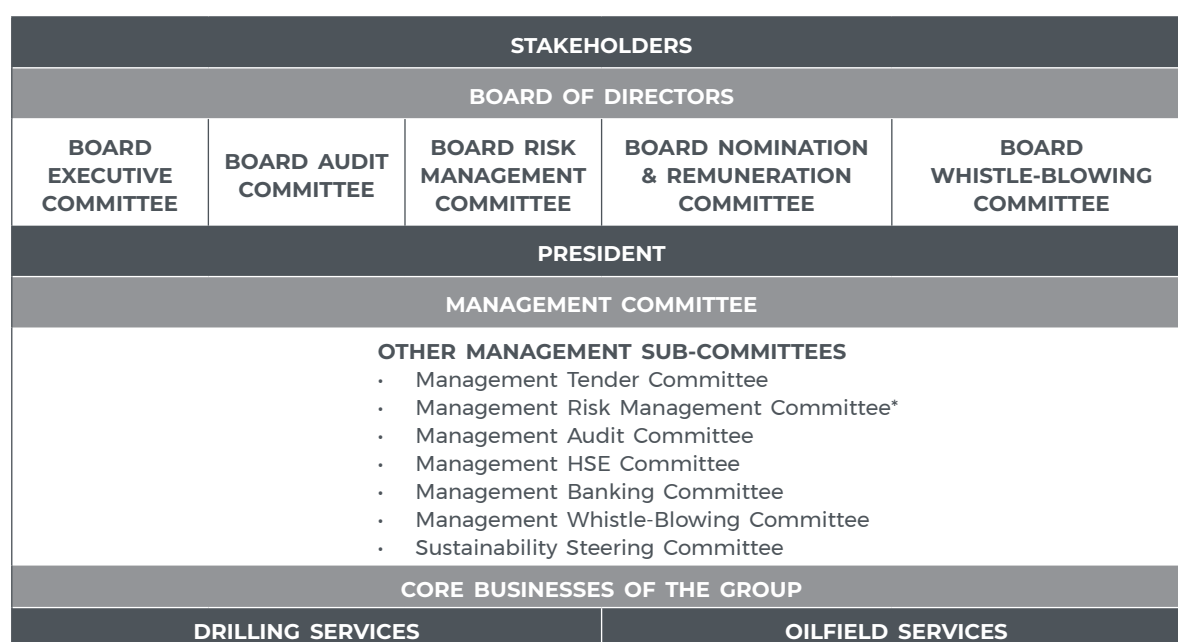 STAKEHOLDERS
BOARD OF DIRECTORS
BOARD
EXECUTIVE
COMMITTEE
BOARD AUDIT
COMMITTEE
BOARD RISK
MANAGEMENT
COMMITTEE
BOARD NOMINATION
& REMUNERATION
COMMITTEE
BOARD
WHISTLE-BLOWING
COMMITTEE
PRESIDENT
MANAGEMENT COMMITTEE
OTHER MANAGEMENT SUB-COMMITTEES
• Management Tender Committee
• Management Risk Management Committee*
• Management Audit Committee
• Management HSE Committee
• Management Banking Committee
• Management Whistle-Blowing Committee
• Sustainability Steering Committee
CORE BUSINESSES OF THE GROUP
DRILLING SERVICES
OILFIELD SERVICES